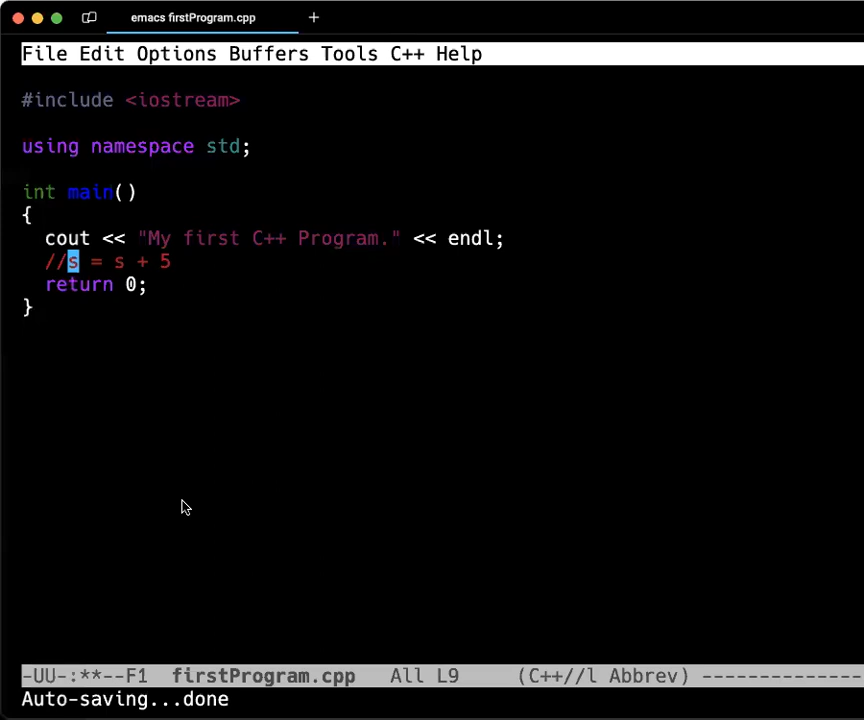 emacs firstProgram.cpp +
File Edit Options Buffers Tools C++ Help
#include <iostream>
using namespace std;
int main()
{
  cout << "My first C++ Program." << endl;
  //s = s + 5
  return 0;
}
-UU-:**--F1  firstProgram.cpp   All L9     (C++//l Abbrev) --------------
Auto-saving...done